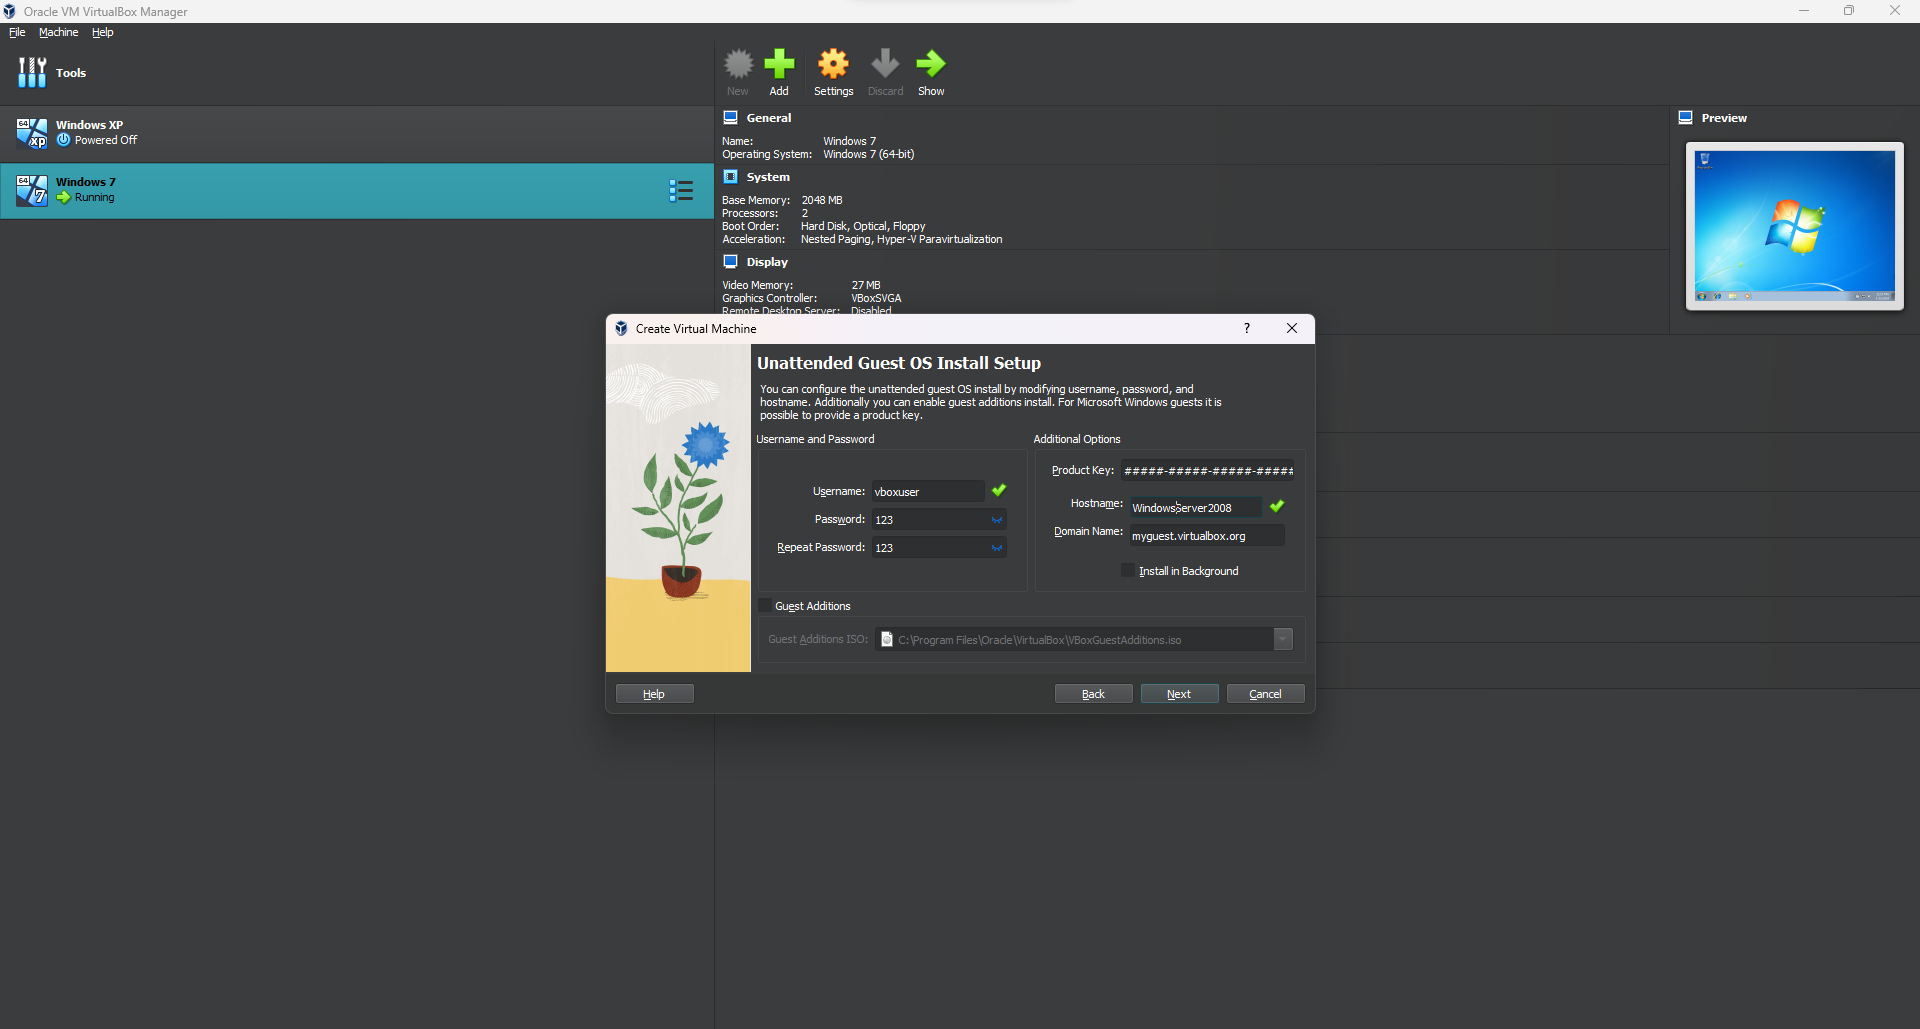 Oracle VM VirtualBox Manager
File Machine Help
Tools
New Add Settings Discard Show
64 XP Windows XP
Powered Off
64 7 Windows 7
Running
General
Name: Windows 7
Operating System: Windows 7 (64-bit)
System
Base Memory: 2048 MB
Processors: 2
Boot Order: Hard Disk, Optical, Floppy
Acceleration: Nested Paging, Hyper-V Paravirtualization
Display
Video Memory: 27 MB
Graphics Controller: VBoxSVGA
Remote Desktop Server: Disabled
Preview
Create Virtual Machine ?
Unattended Guest OS Install Setup
You can configure the unattended guest OS install by modifying username, password, and
hostname. Additionally you can enable guest additions install. For Microsoft Windows guests it is
possible to provide a product key.
Username and Password
Username: vboxuser
Password: 123
Repeat Password: 123
Additional Options
Product Key: #####-#####-#####-#####
Hostname: WindowsServer2008
Domain Name: myguest.virtualbox.org
Install in Background
Guest Additions
Guest Additions ISO: C:\Program Files\Oracle\VirtualBox\VBoxGuestAdditions.iso
Help Back Next Cancel